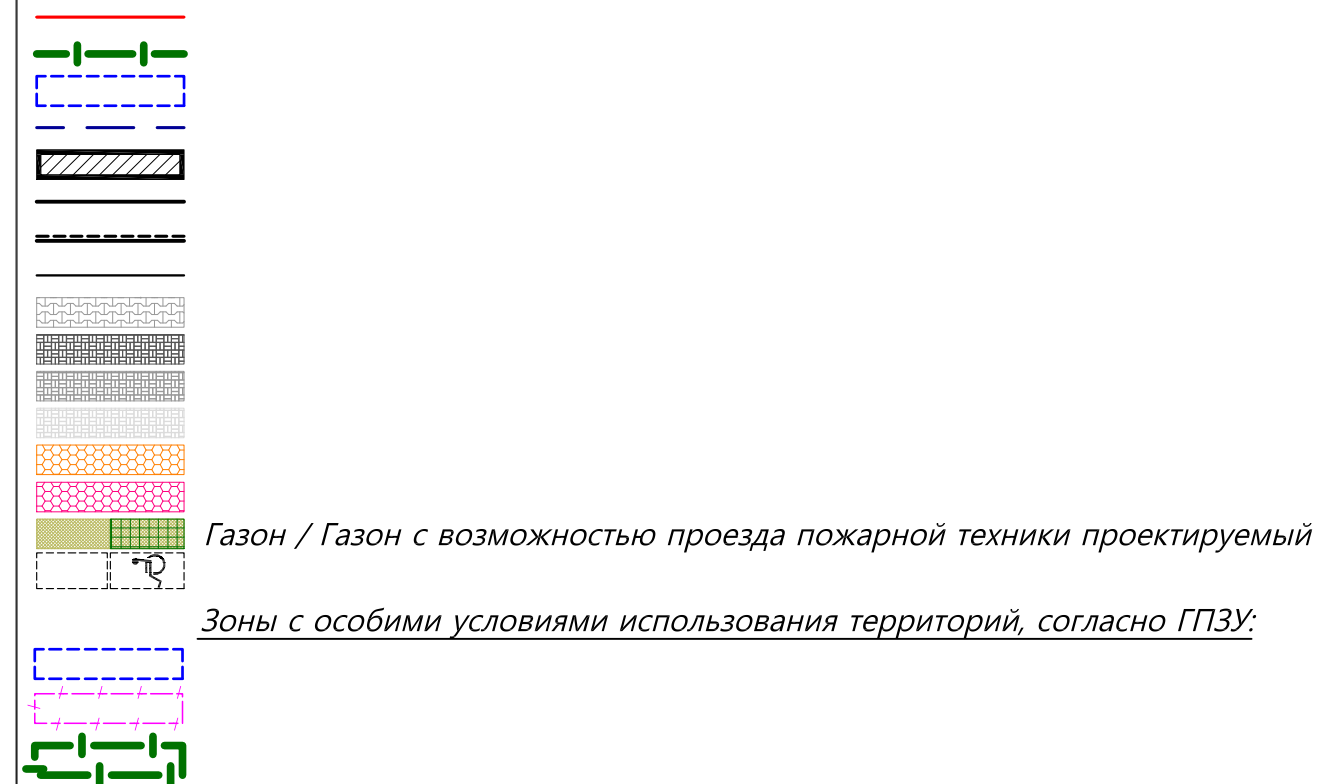 Газон / Газон с возможностью проезда пожарной техники проектируемый
Зоны с особими условиями использования территорий, согласно ГПЗУ: